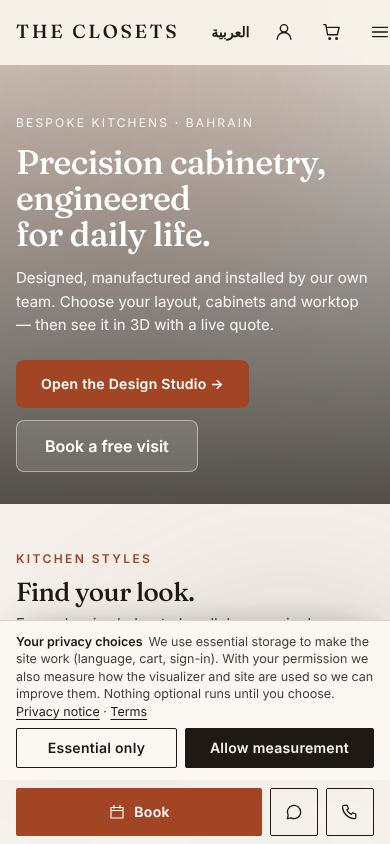 THE CLOSETS
العربية
BESPOKE KITCHENS · BAHRAIN
Precision cabinetry,
engineered
for daily life.
Designed, manufactured and installed by our own
team. Choose your layout, cabinets and worktop
— then see it in 3D with a live quote.
Open the Design Studio →
Book a free visit
KITCHEN STYLES
Find your look.
Your privacy choices We use essential storage to make the
site work (language, cart, sign-in). With your permission we
also measure how the visualizer and site are used so we can
improve them. Nothing optional runs until you choose.
Privacy notice · Terms
Essential only
Allow measurement
Book